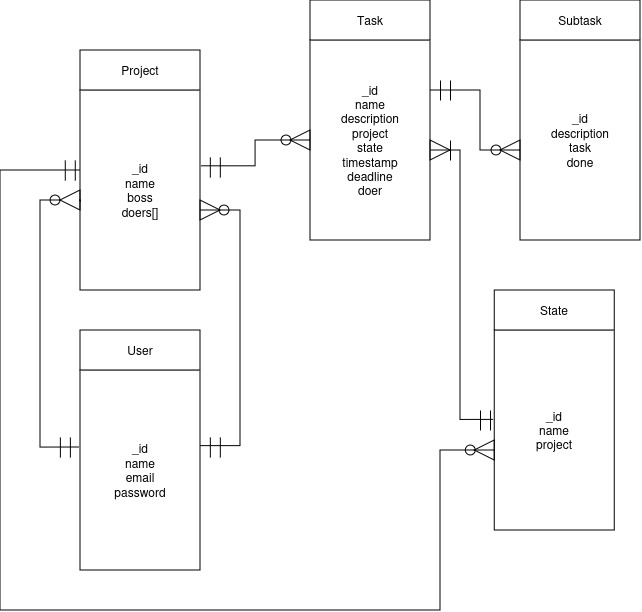 Task
_id
name
description
project
state
timestamp
deadline
doer
Subtask
_id
description
task
done
Project
_id
name
boss
doers[]
User
_id
name
email
password
State
_id
name
project